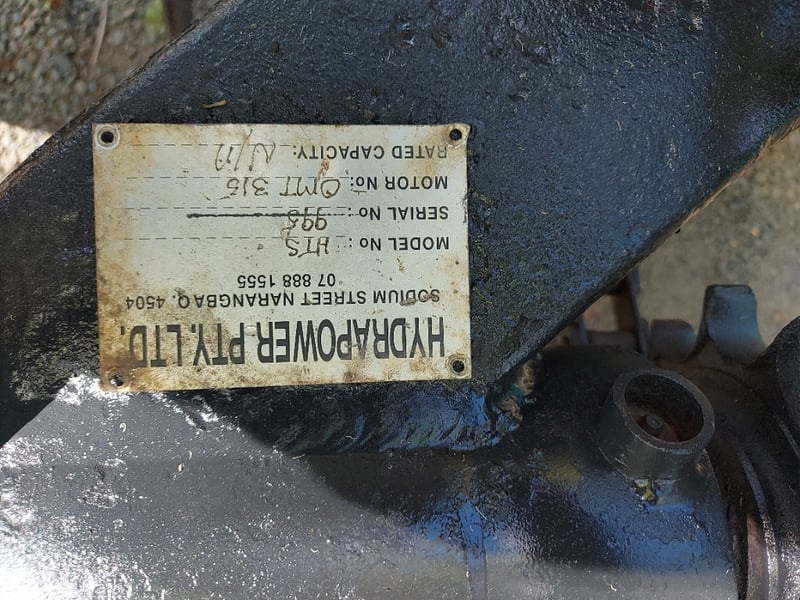 HYDRAPOWER PTY. LTD.
SODIUM STREET NARANGBA Q. 4504
07 888 1555
MODEL No: HTS
SERIAL No: 995
MOTOR No: OMT 315
RATED CAPACITY: N/M